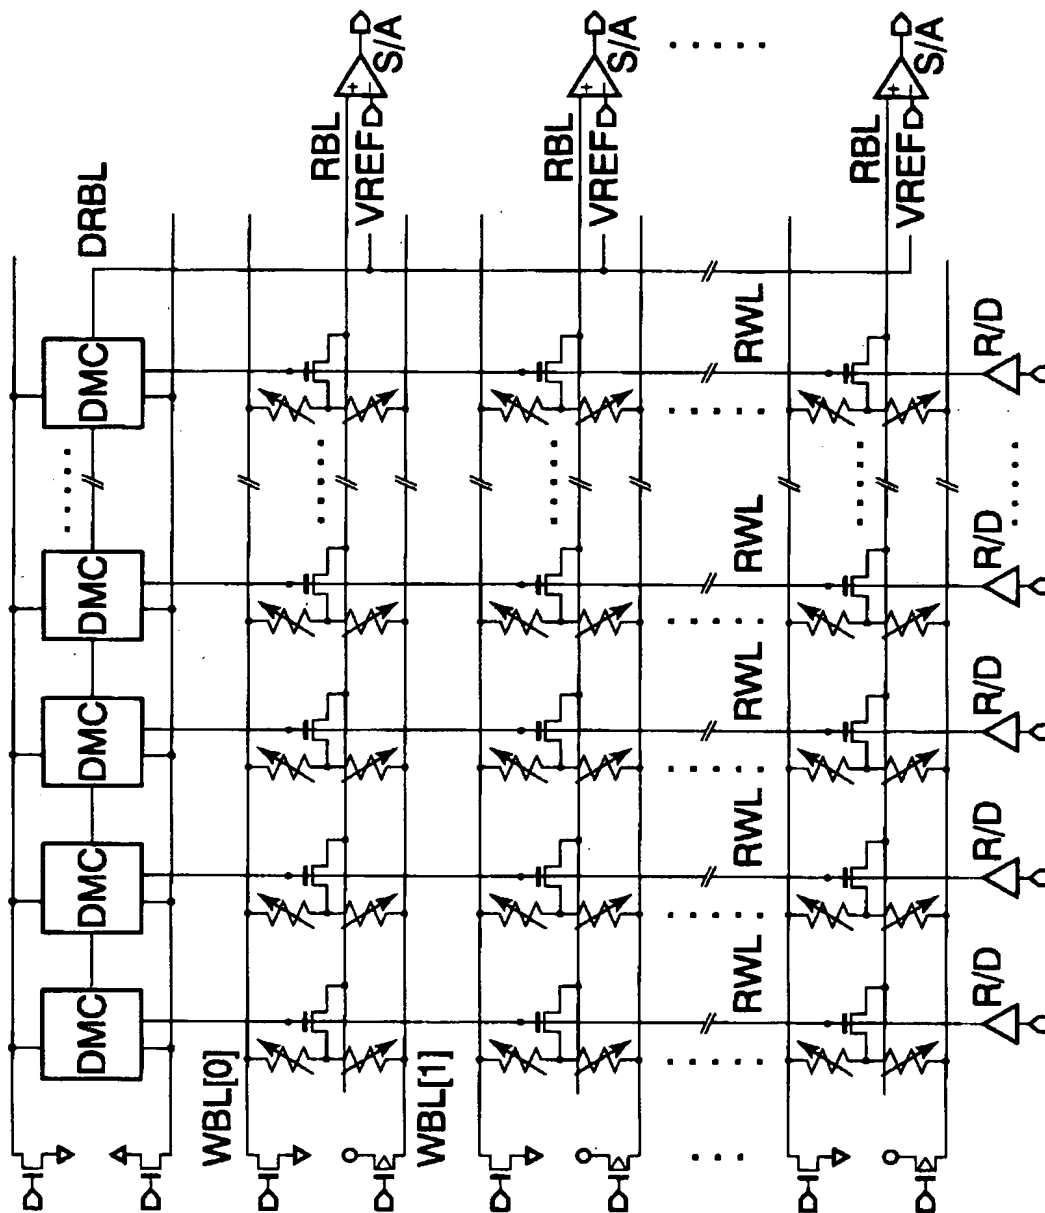 DRBL
RBL
VREF
S/A
RBL
VREF
S/A
RBL
VREF
S/A
DMC
DMC
DMC
DMC
DMC
RWL
RWL
RWL
RWL
RWL
R/D
R/D
R/D
R/D
R/D
WBL[0]
WBL[1]